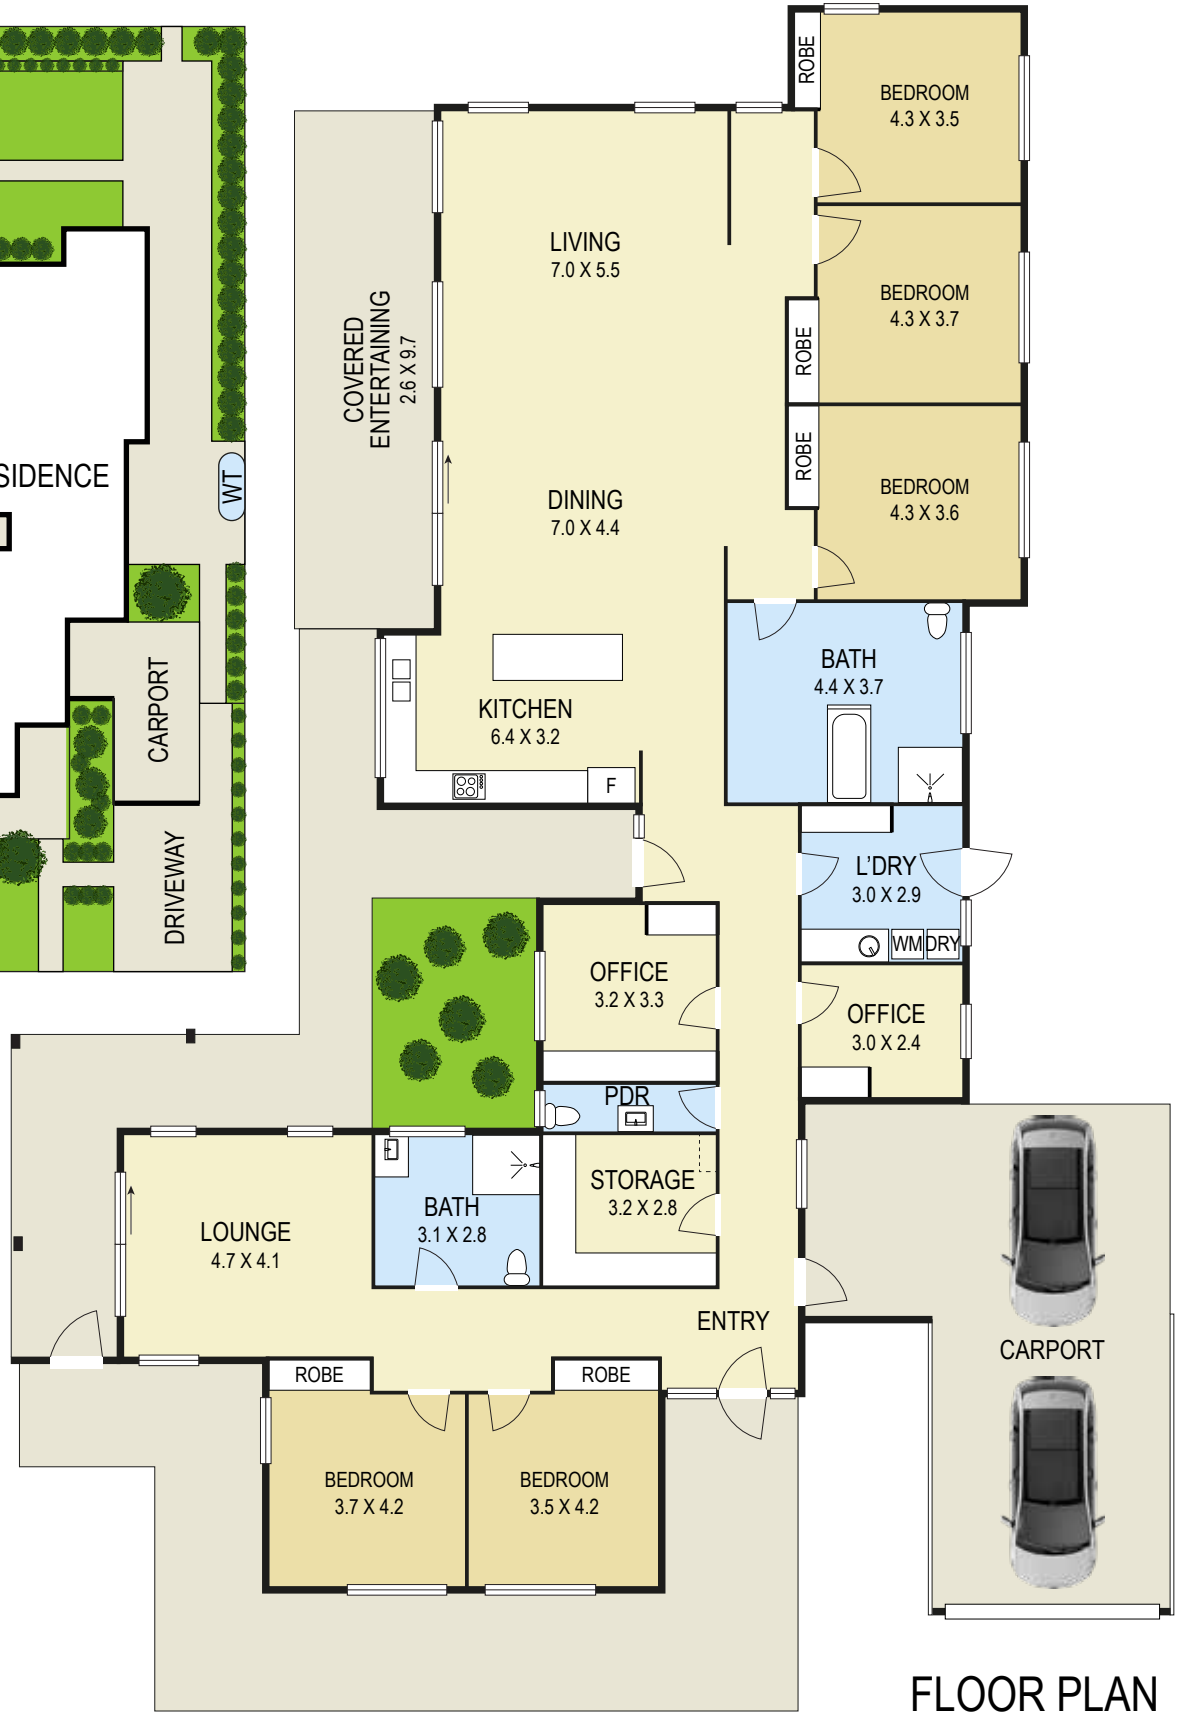 ROBE
BEDROOM
4.3 X 3.5
LIVING
7.0 X 5.5
BEDROOM
4.3 X 3.7
ROBE
COVERED
ENTERTAINING
2.6 X 9.7
ROBE
BEDROOM
4.3 X 3.6
DINING
7.0 X 4.4
SIDENCE
WT
BATH
4.4 X 3.7
KITCHEN
6.4 X 3.2
F
CARPORT
DRIVEWAY
L'DRY
3.0 X 2.9
WM
DRY
OFFICE
3.2 X 3.3
OFFICE
3.0 X 2.4
PDR
STORAGE
3.2 X 2.8
BATH
3.1 X 2.8
LOUNGE
4.7 X 4.1
ENTRY
CARPORT
ROBE
ROBE
BEDROOM
3.7 X 4.2
BEDROOM
3.5 X 4.2
FLOOR PLAN